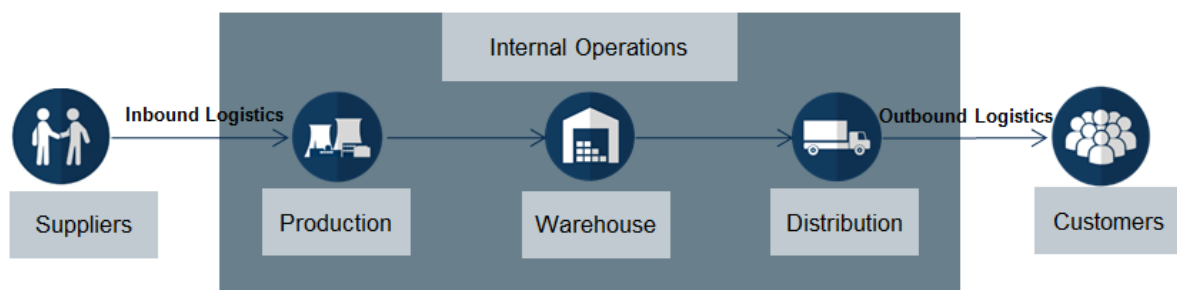 Internal Operations
Inbound Logistics
Outbound Logistics
Suppliers
Production
Warehouse
Distribution
Customers